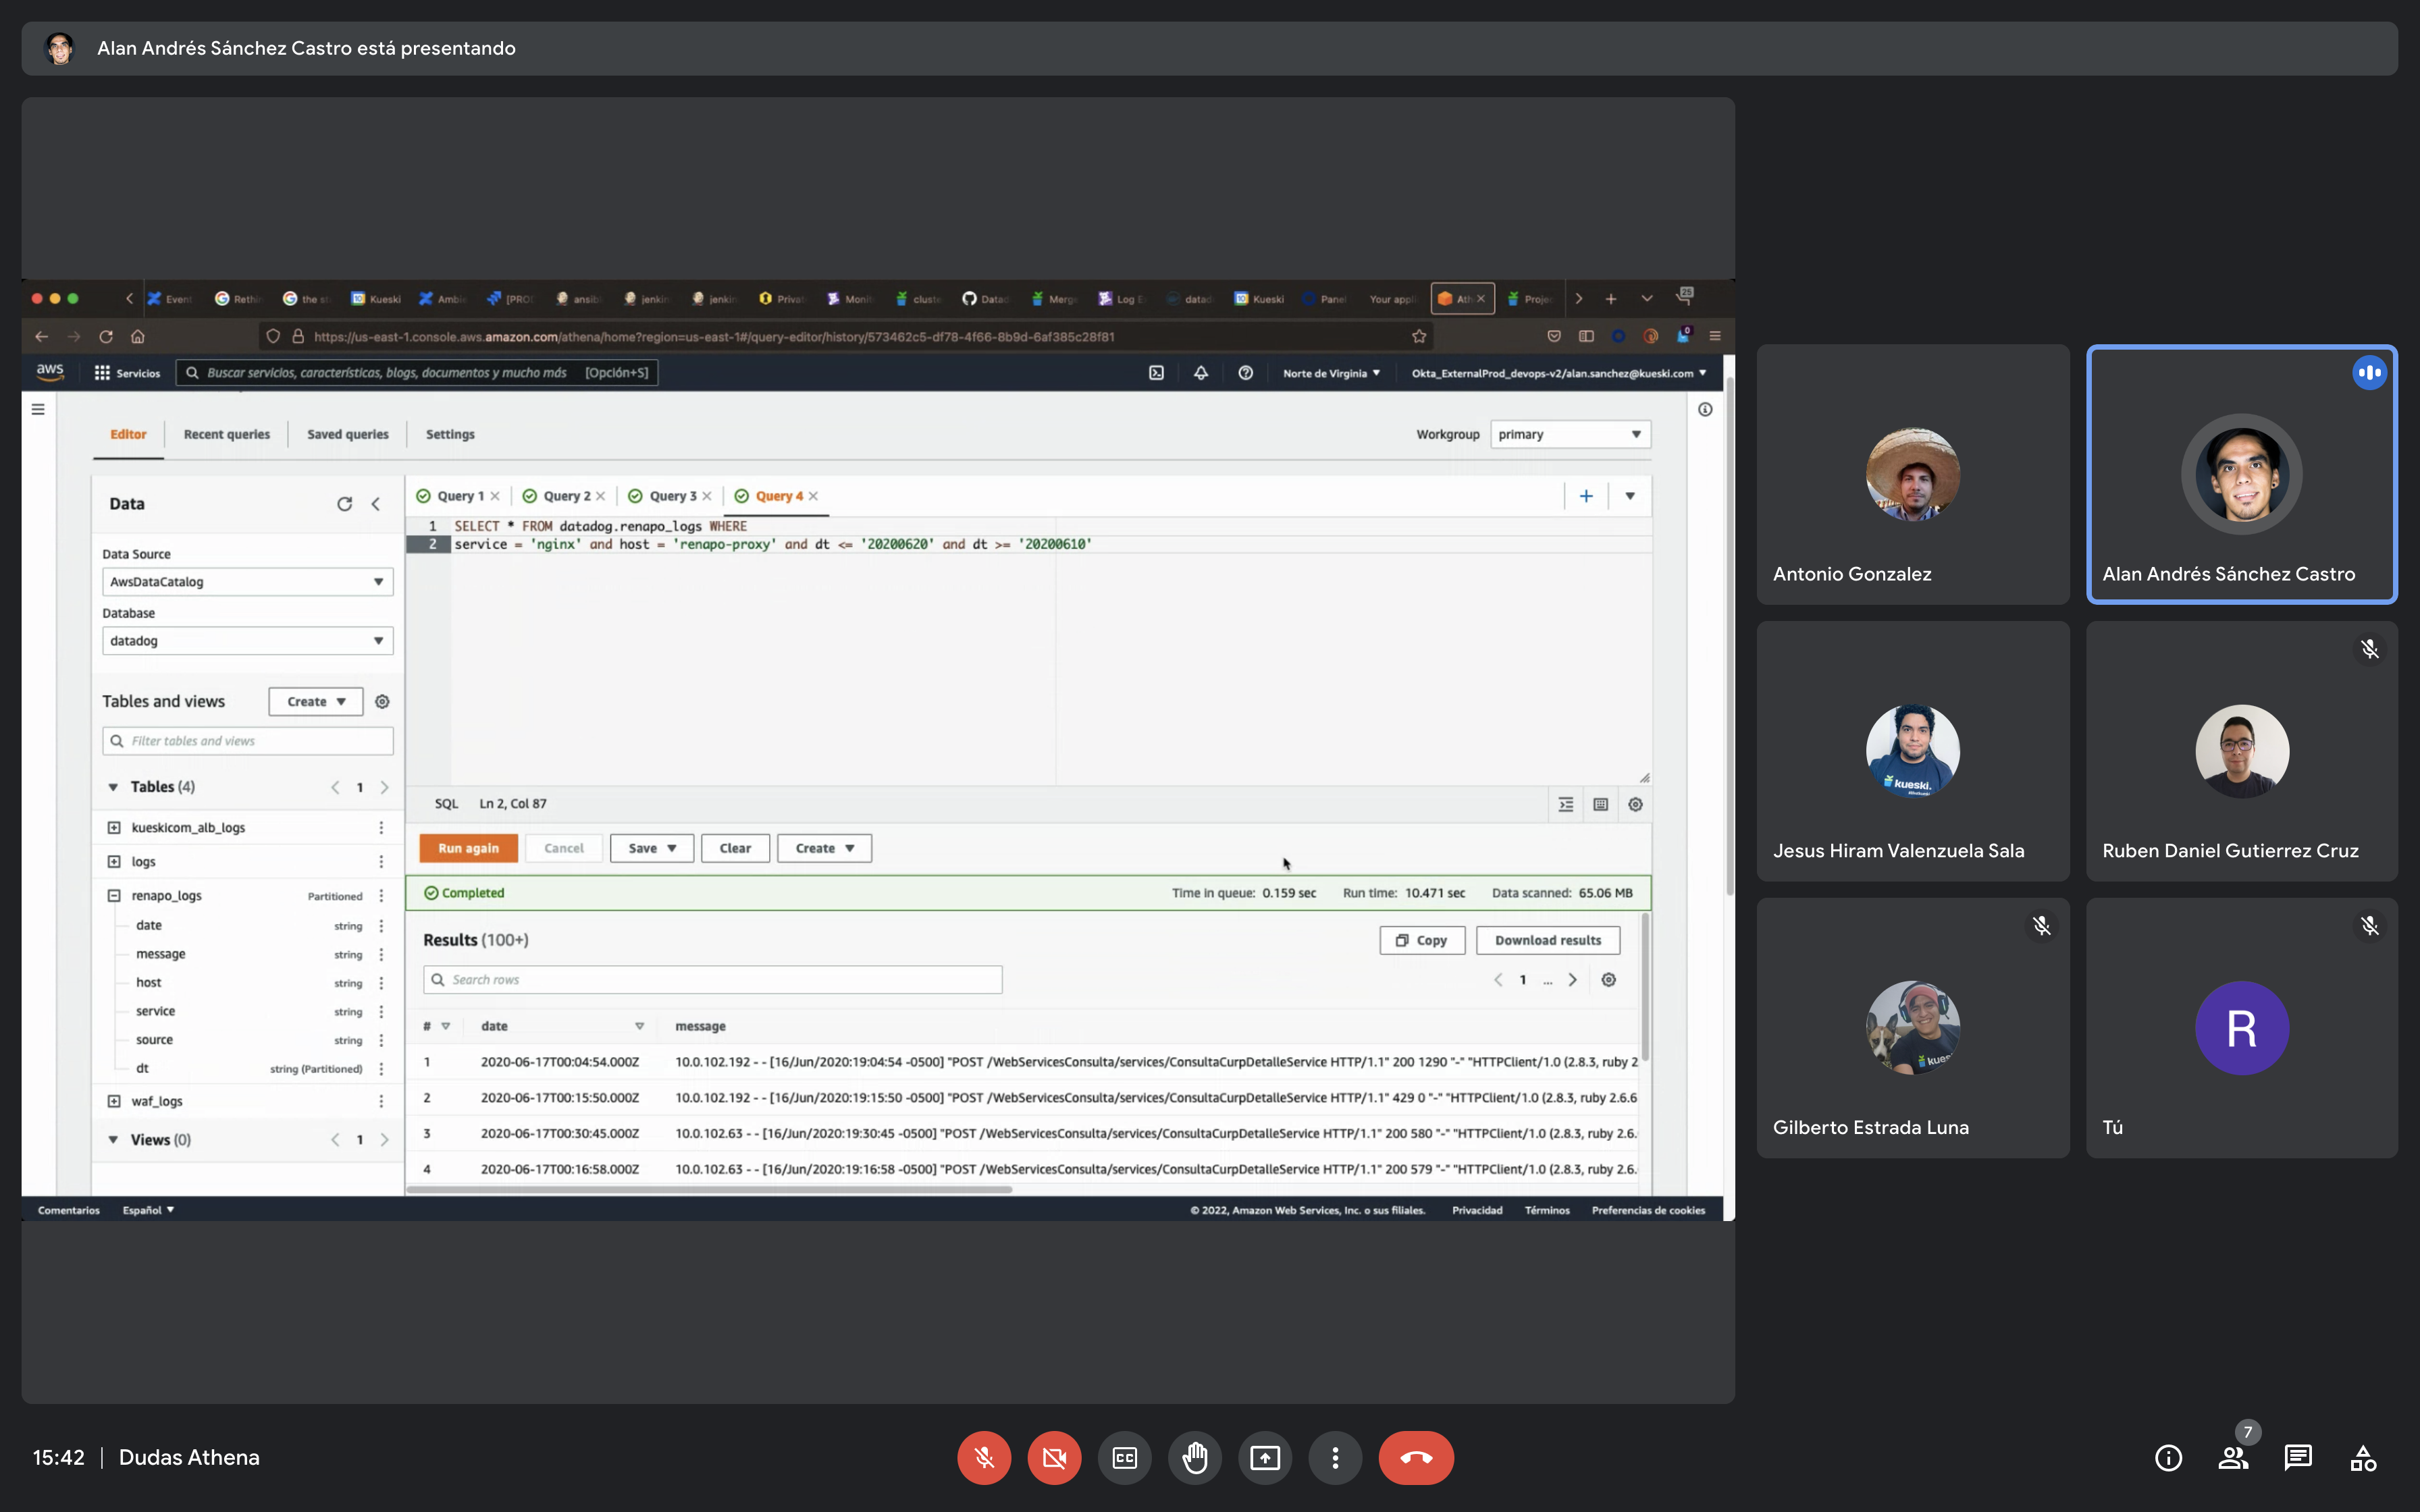 Alan Andrés Sánchez Castro está presentando
Event
Rethi
the st
Kueski
Ambi
[PRO
ansib
jenkin
jenkin
Privat
Monit
cluste
Datad
Merg
Log E
datad
Kueski
Panel
Your appli
Ath
Projec
25
https://us-east-1.console.aws.amazon.com/athena/home?region=us-east-1#/query-editor/history/573462c5-df78-4f66-8b9d-6af385c28f81
0
aws
Servicios
Buscar servicios, características, blogs, documentos y mucho más [Opción+S]
Norte de Virginia
Okta_ExternalProd_devops-v2/alan.sanchez@kueski.com
Editor
Recent queries
Saved queries
Settings
Workgroup
primary
Data
Data Source
AwsDataCatalog
Database
datadog
Tables and views
Create
Filter tables and views
Tables (4)
1
kueskicom_alb_logs
logs
renapo_logs Partitioned
date string
message string
host string
service string
source string
dt string (Partitioned)
waf_logs
Views (0)
1
Query 1
Query 2
Query 3
Query 4
1 SELECT * FROM datadog.renapo_logs WHERE
2 service = 'nginx' and host = 'renapo-proxy' and dt <= '20200620' and dt >= '20200610'
SQL Ln 2, Col 87
Run again
Cancel
Save
Clear
Create
Completed
Time in queue: 0.159 sec Run time: 10.471 sec Data scanned: 65.06 MB
Results (100+)
Copy
Download results
Search rows
1 ...
# date message
1 2020-06-17T00:04:54.000Z 10.0.102.192 - - [16/Jun/2020:19:04:54 -0500] "POST /WebServicesConsulta/services/ConsultaCurpDetalleService HTTP/1.1" 200 1290 "-" "HTTPClient/1.0 (2.8.3, ruby 2
2 2020-06-17T00:15:50.000Z 10.0.102.192 - - [16/Jun/2020:19:15:50 -0500] "POST /WebServicesConsulta/services/ConsultaCurpDetalleService HTTP/1.1" 429 0 "-" "HTTPClient/1.0 (2.8.3, ruby 2.6.6
3 2020-06-17T00:30:45.000Z 10.0.102.63 - - [16/Jun/2020:19:30:45 -0500] "POST /WebServicesConsulta/services/ConsultaCurpDetalleService HTTP/1.1" 200 580 "-" "HTTPClient/1.0 (2.8.3, ruby 2.6.
4 2020-06-17T00:16:58.000Z 10.0.102.63 - - [16/Jun/2020:19:16:58 -0500] "POST /WebServicesConsulta/services/ConsultaCurpDetalleService HTTP/1.1" 200 579 "-" "HTTPClient/1.0 (2.8.3, ruby 2.6.
Comentarios Español
© 2022, Amazon Web Services, Inc. o sus filiales. Privacidad Términos Preferencias de cookies
Antonio Gonzalez
Alan Andrés Sánchez Castro
kueski.
Jesus Hiram Valenzuela Sala
Ruben Daniel Gutierrez Cruz
kues
Gilberto Estrada Luna
R
Tú
15:42 | Dudas Athena
CC
7